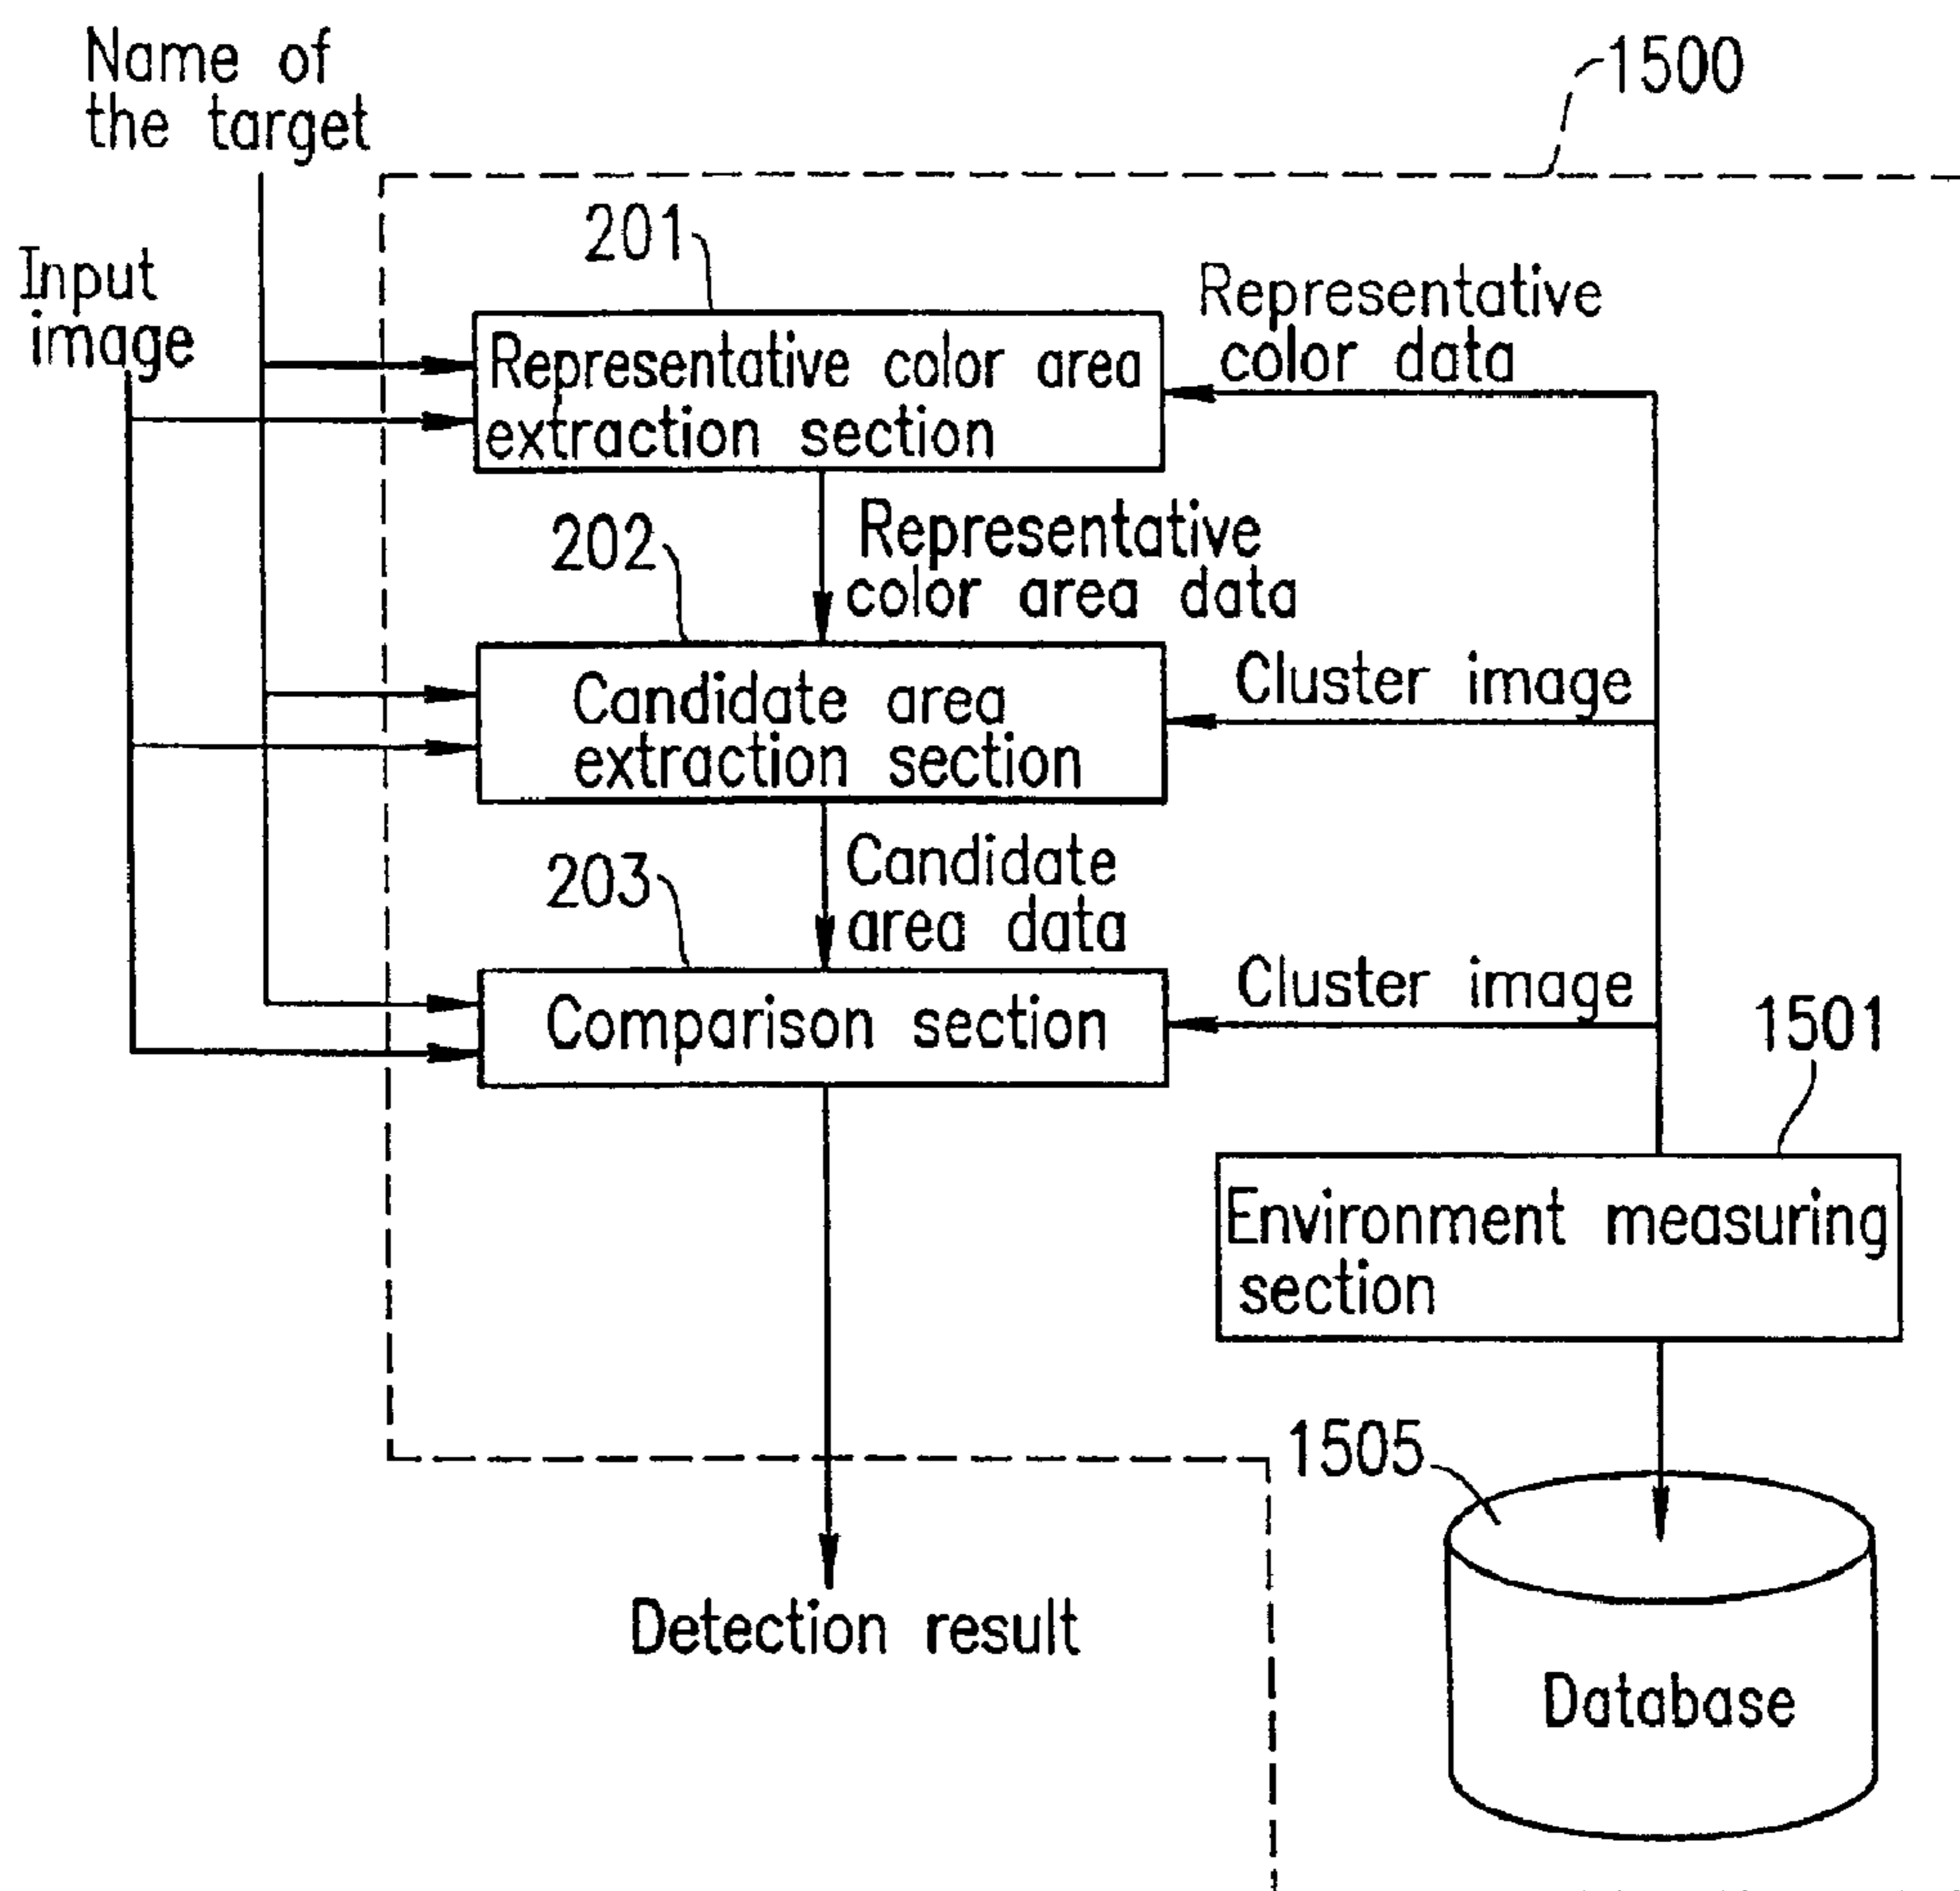 Name of
the target
1500
Input
image
201
Representative
color data
Representative color area
extraction section
202
Representative
color area data
Cluster image
Candidate area
extraction section
203
Candidate
area data
Cluster image
Comparison section
1501
Environment measuring
section
1505
Detection result
Database